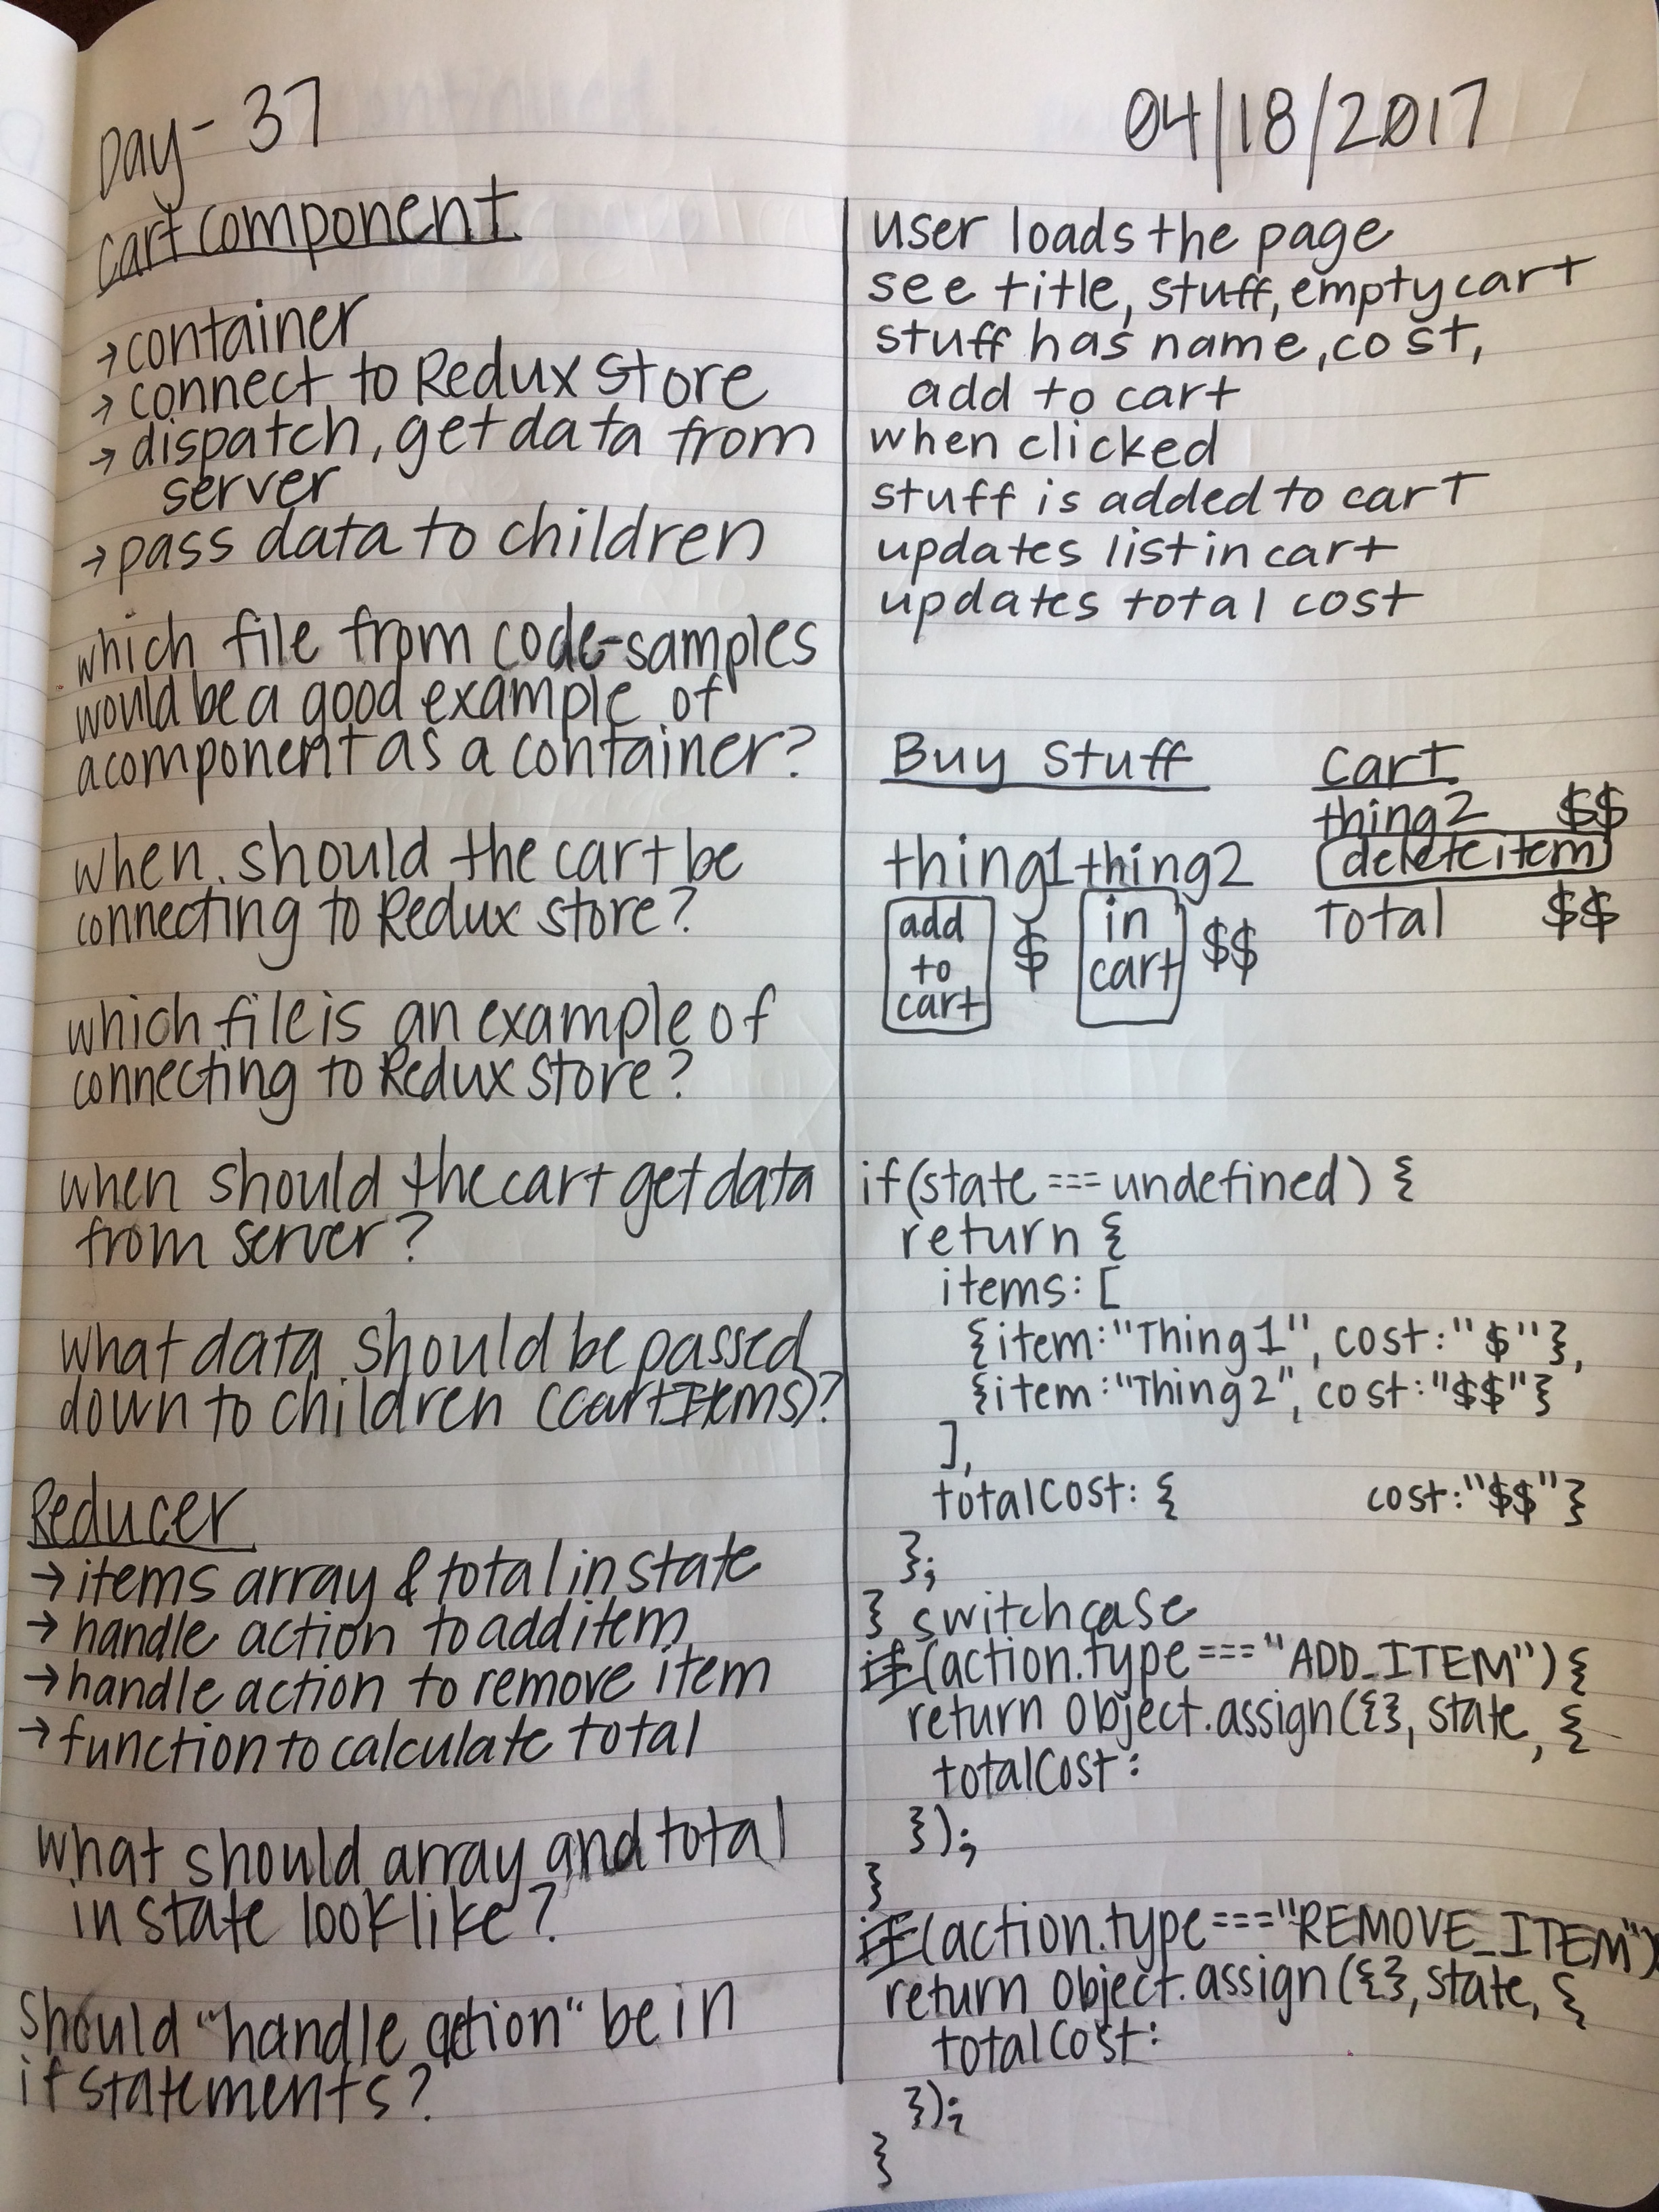 Day - 37
04/18/2017
cart component
→ container
→ connect to Redux store
→ dispatch, get data from
server
→ pass data to children
which file from code-samples
would be a good example of
a component as a container?
when should the cart be
connecting to Redux store?
which file is an example of
connecting to Redux store?
when should the cart get data
from server?
what data should be passed
down to children (cartItems)?
Reducer
→ items array & total in state
→ handle action to add item
→ handle action to remove item
→ function to calculate total
what should array and total
in state look like?
should "handle action" be in
if statements?
user loads the page
see title, stuff, empty cart
stuff has name, cost,
add to cart
when clicked
stuff is added to cart
updates list in cart
updates total cost
Buy Stuff
thing1 thing2
add
to
cart
$
in
cart
$$
Cart
thing2 $$
delete item
Total $$
if(state === undefined) {
return {
items: [
{item: "Thing1", cost: "$"},
{item: "Thing2", cost: "$$"}
],
totalCost: { cost: "$$"}
};
} switch case
if(action.type === "ADD_ITEM") {
return Object.assign({}, state, {
totalCost:
});
}
if(action.type === "REMOVE_ITEM")
return Object.assign({}, state, {
totalCost:
});
}